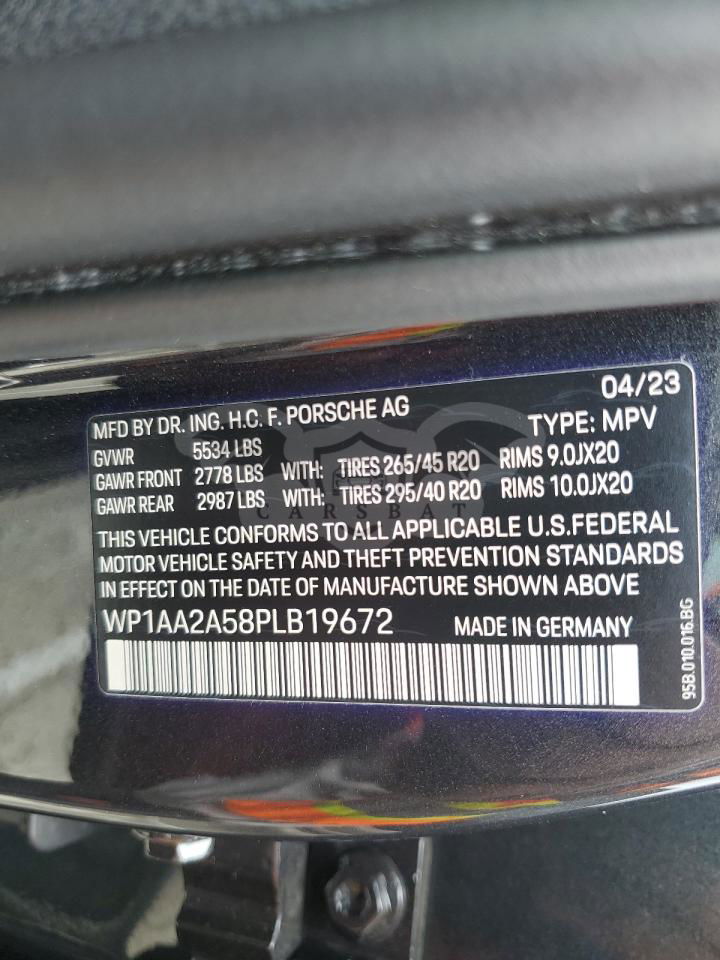 04/23
MFD BY DR. ING. H.C. F. PORSCHE AG TYPE: MPV
GVWR 5534 LBS
GAWR FRONT 2778 LBS WITH: TIRES 265/45 R20 RIMS 9.0JX20
GAWR REAR 2987 LBS WITH: TIRES 295/40 R20 RIMS 10.0JX20
CARSBAT
THIS VEHICLE CONFORMS TO ALL APPLICABLE U.S.FEDERAL
MOTOR VEHICLE SAFETY AND THEFT PREVENTION STANDARDS
IN EFFECT ON THE DATE OF MANUFACTURE SHOWN ABOVE
WP1AA2A58PLB19672 MADE IN GERMANY
95B.010.016.BG